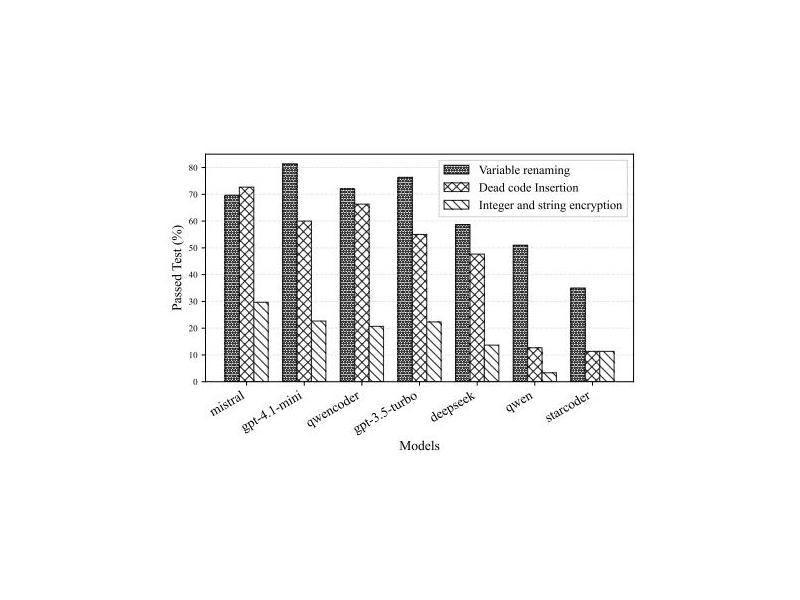 Variable renaming
Dead code Insertion
Integer and string encryption
Passed Test (%)
80
70
60
50
40
30
20
10
0
mistral
gpt-4.1-mini
qwencoder
gpt-3.5-turbo
deepseek
qwen
starcoder
Models